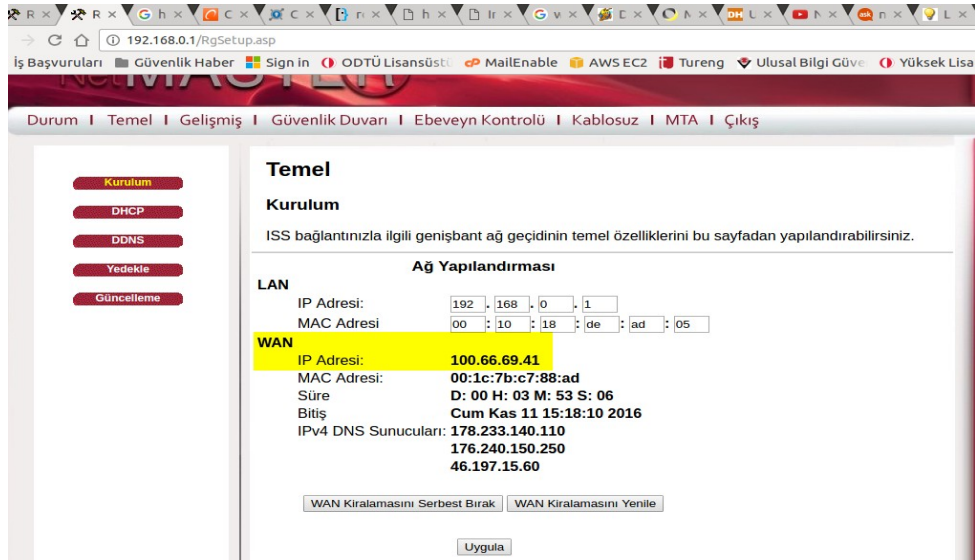 R × R × G h × C × C × r × h × Ir × G v × E × N × DH L × N × ask n × L ×
192.168.0.1/RgSetup.asp
İş Başvuruları Güvenlik Haber Sign in ODTÜ Lisansüstü MailEnable AWS EC2 Tureng Ulusal Bilgi Güve Yüksek Lisa
NetMASTER
Durum I Temel I Gelişmiş I Güvenlik Duvarı I Ebeveyn Kontrolü I Kablosuz I MTA I Çıkış
Kurulum
DHCP
DDNS
Yedekle
Güncelleme
Temel
Kurulum
ISS bağlantınızla ilgili genişbant ağ geçidinin temel özelliklerini bu sayfadan yapılandırabilirsiniz.
Ağ Yapılandırması
LAN
IP Adresi: 192 . 168 . 0 . 1
MAC Adresi 00 : 10 : 18 : de : ad : 05
WAN
IP Adresi: 100.66.69.41
MAC Adresi: 00:1c:7b:c7:88:ad
Süre D: 00 H: 03 M: 53 S: 06
Bitiş Cum Kas 11 15:18:10 2016
IPv4 DNS Sunucuları: 178.233.140.110
176.240.150.250
46.197.15.60
WAN Kiralamasını Serbest Bırak WAN Kiralamasını Yenile
Uygula